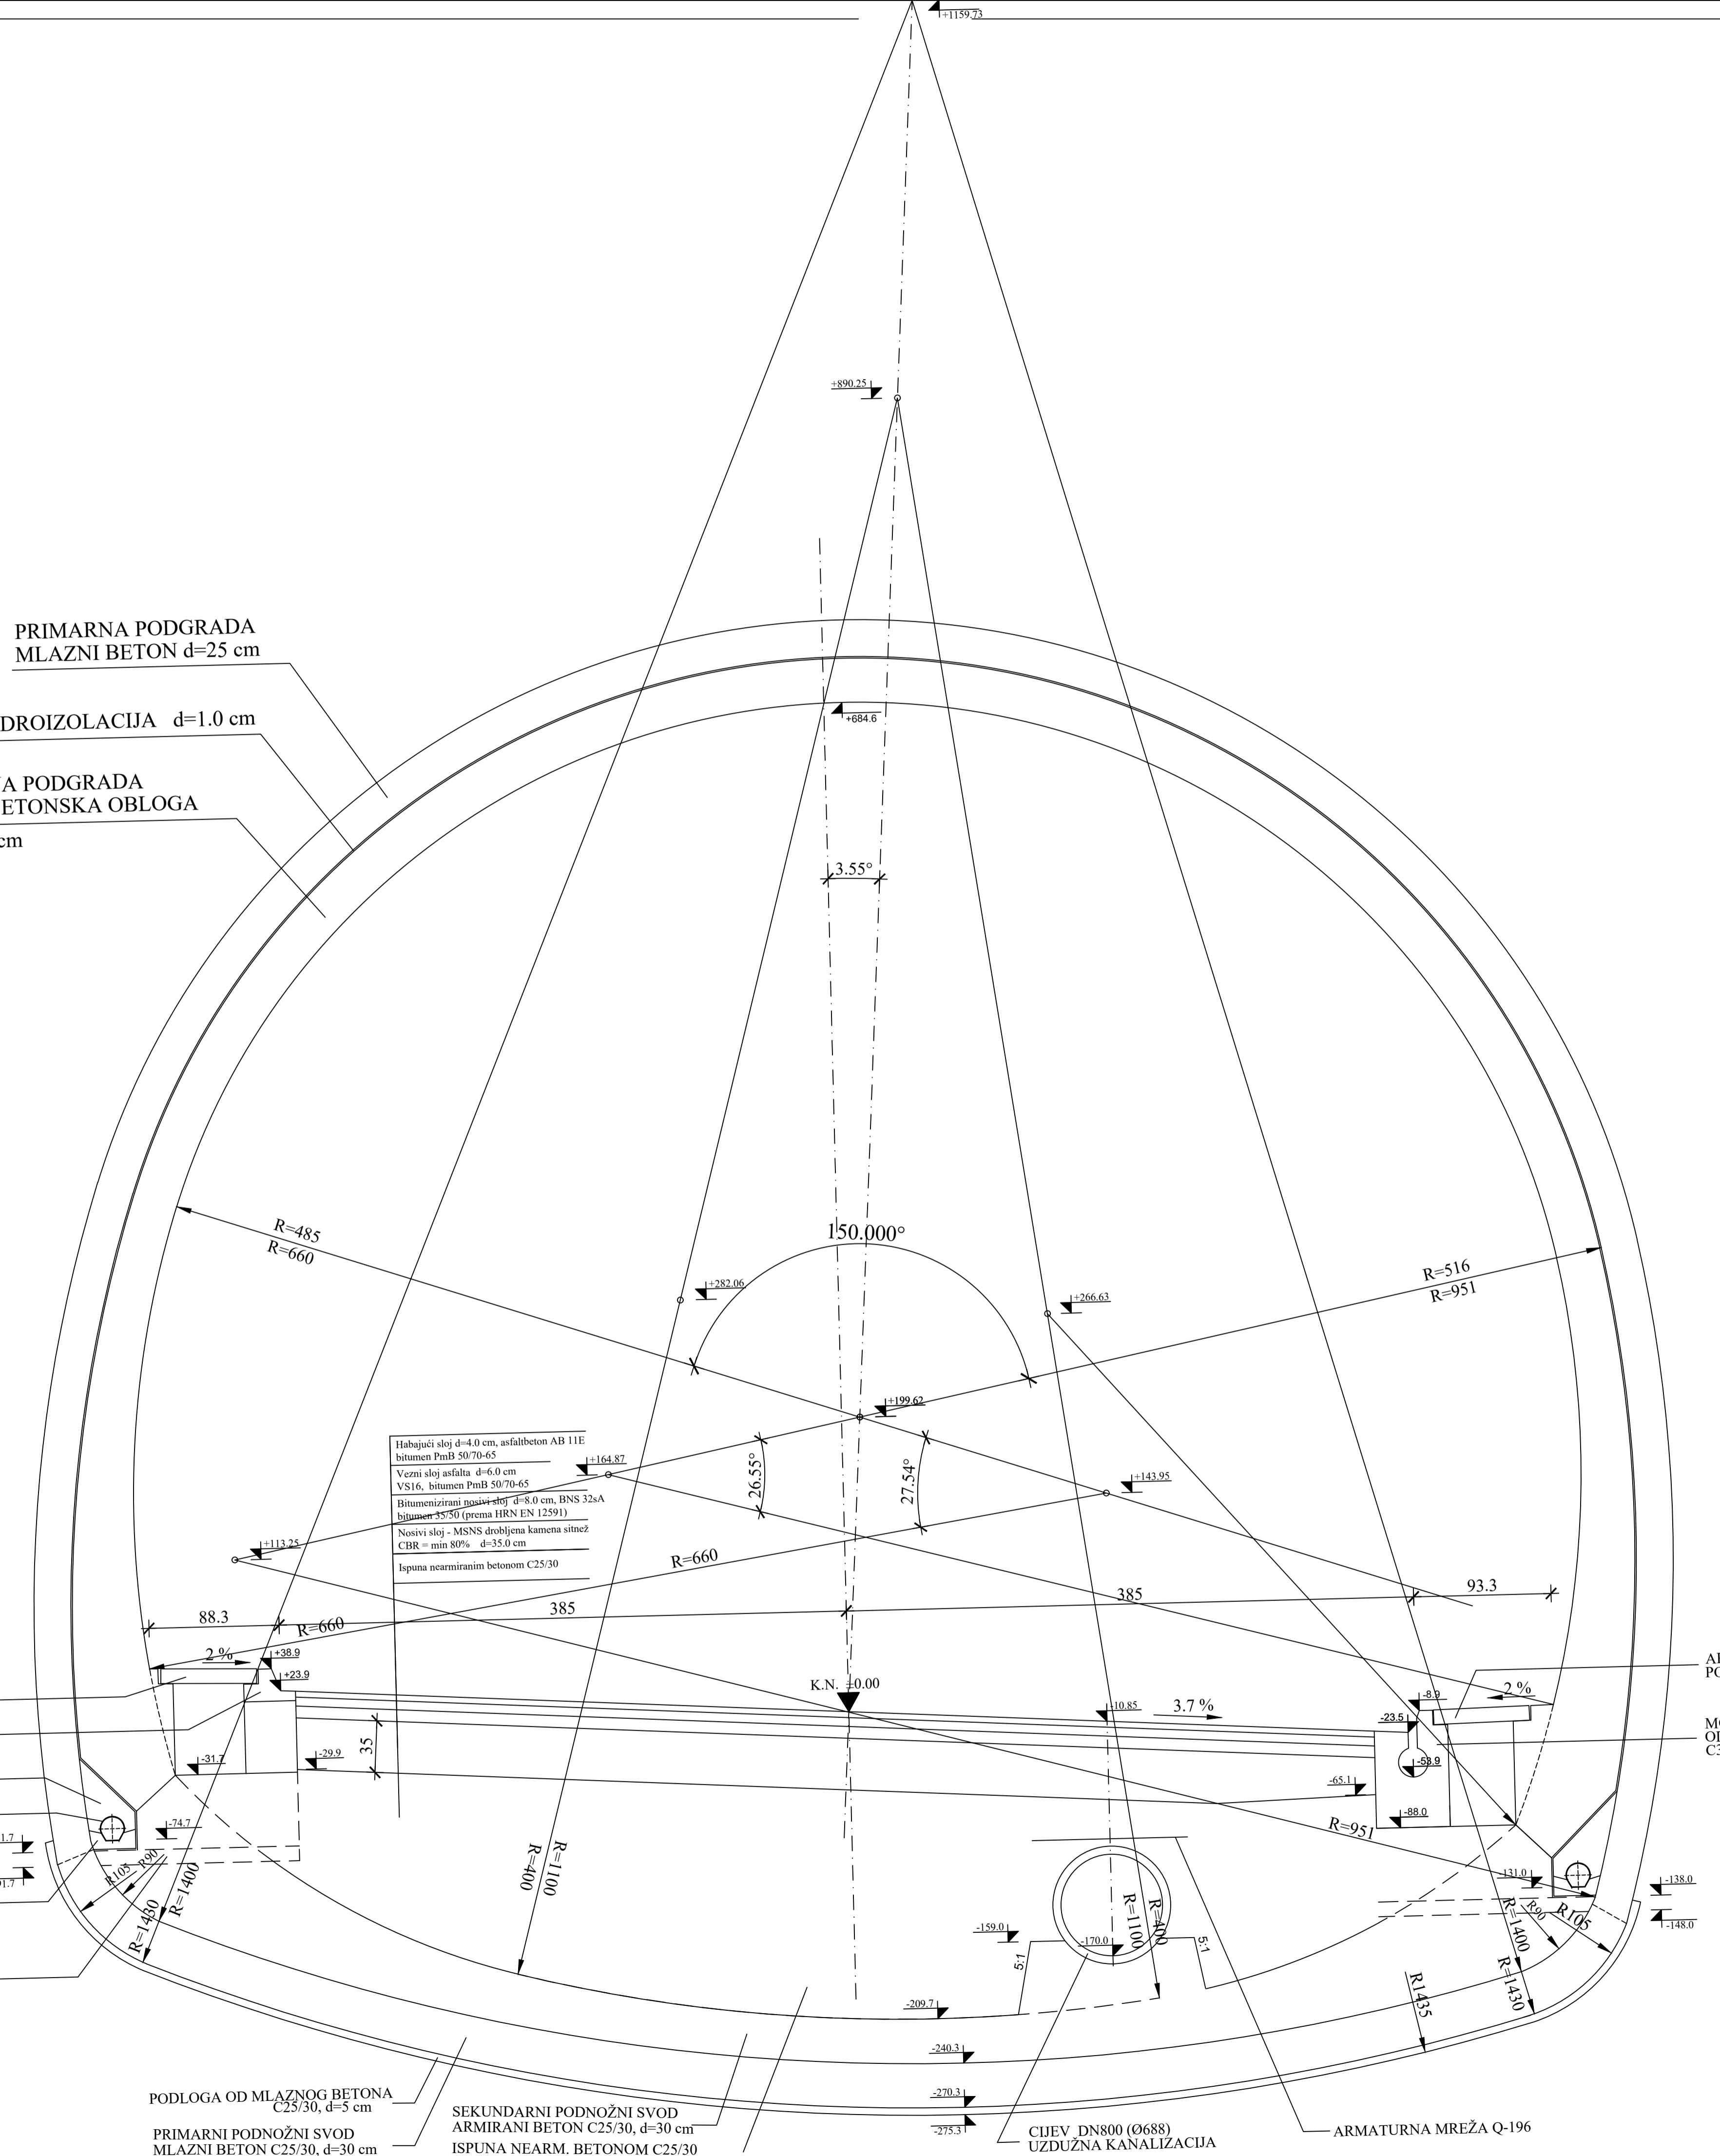 +1159.73
+890.25
PRIMARNA PODGRADA
MLAZNI BETON d=25 cm
DROIZOLACIJA d=1.0 cm
+684.6
A PODGRADA
ETONSKA OBLOGA
cm
3.55°
150.000°
R=485
R=660
R=516
R=951
+282.06
+266.63
+199.62
Habajući sloj d=4.0 cm, asfaltbeton AB 11E
bitumen PmB 50/70-65
Vezni sloj asfalta d=6.0 cm
VS16, bitumen PmB 50/70-65
Bitumenizirani nosivi sloj d=8.0 cm, BNS 32sA
bitumen 35/50 (prema HRN EN 12591)
Nosivi sloj - MSNS drobljena kamena sitnež
CBR = min 80% d=35.0 cm
Ispuna nearmiranim betonom C25/30
+164.87
26.55°
27.54°
+143.95
+113.25
R=660
88.3
385
385
93.3
R=660
2 %
+38.9
+23.9
K.N. ±0.00
-10.85
3.7 %
-8.9
2 %
-23.5
35
-31.7
-29.9
-53.9
-65.1
-88.0
-74.7
1.7
91.7
R105
R90
R=1400
R=1430
R=400
R=1100
R=951
-131.0
-138.0
-148.0
R90
R105
R=1400
R=1430
R1435
-159.0
-170.0
5:1
5:1
R=1100
R=400
-209.7
-240.3
-270.3
-275.3
PODLOGA OD MLAZNOG BETONA
C25/30, d=5 cm
PRIMARNI PODNOŽNI SVOD
MLAZNI BETON C25/30, d=30 cm
SEKUNDARNI PODNOŽNI SVOD
ARMIRANI BETON C25/30, d=30 cm
ISPUNA NEARM. BETONOM C25/30
CIJEV DN800 (Ø688)
UZDUŽNA KANALIZACIJA
ARMATURNA MREŽA Q-196